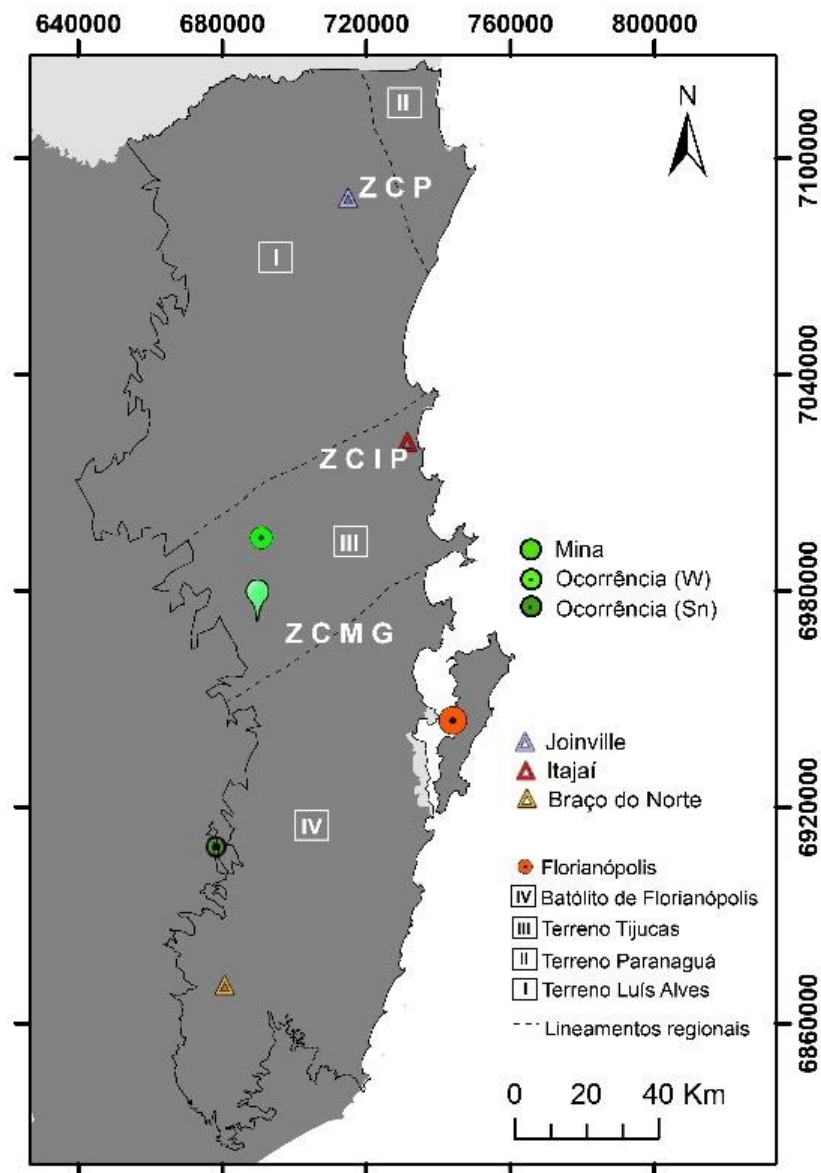 640000 680000 720000 760000 800000
II
N
7100000
ZCP
I
7040000
ZCIP
III
Mina
Ocorrência (W)
Ocorrência (Sn)
6980000
ZCMG
Joinville
Itajaí
Braço do Norte
6920000
IV
Florianópolis
IV Batólito de Florianópolis
III Terreno Tijucas
II Terreno Paranaguá
I Terreno Luís Alves
Lineamentos regionais
6860000
0 20 40 Km